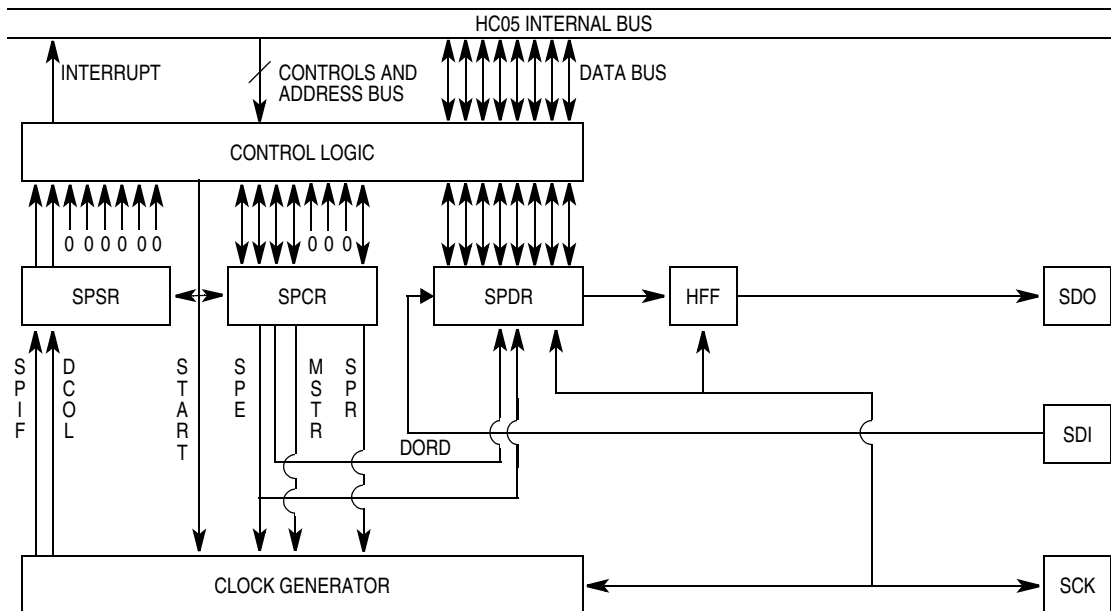 HC05 INTERNAL BUS
INTERRUPT
CONTROLS AND
ADDRESS BUS
DATA BUS
CONTROL LOGIC
0 0 0 0 0 0
0 0 0
SPSR
SPCR
SPDR
HFF
SDO
SPIF
DCOL
START
SPE
MSTR
SPR
DORD
SDI
CLOCK GENERATOR
SCK